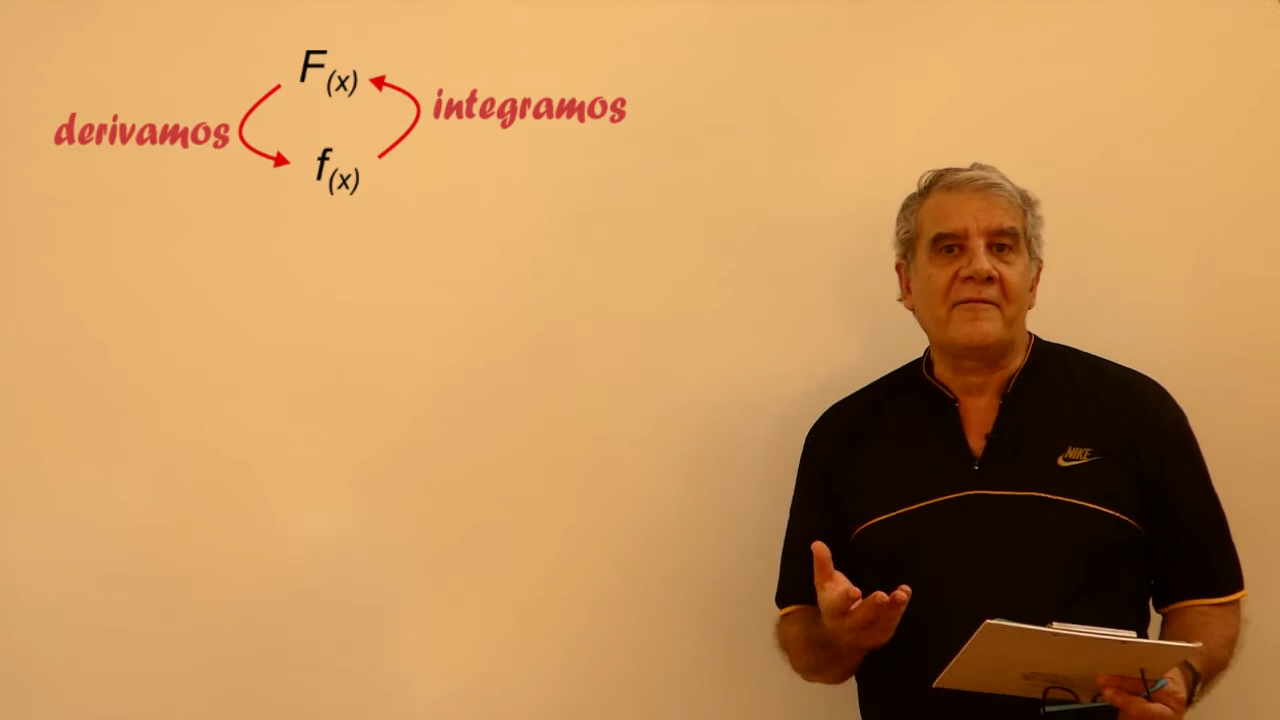 F(x)
derivamos
integramos
f(x)
NIKE